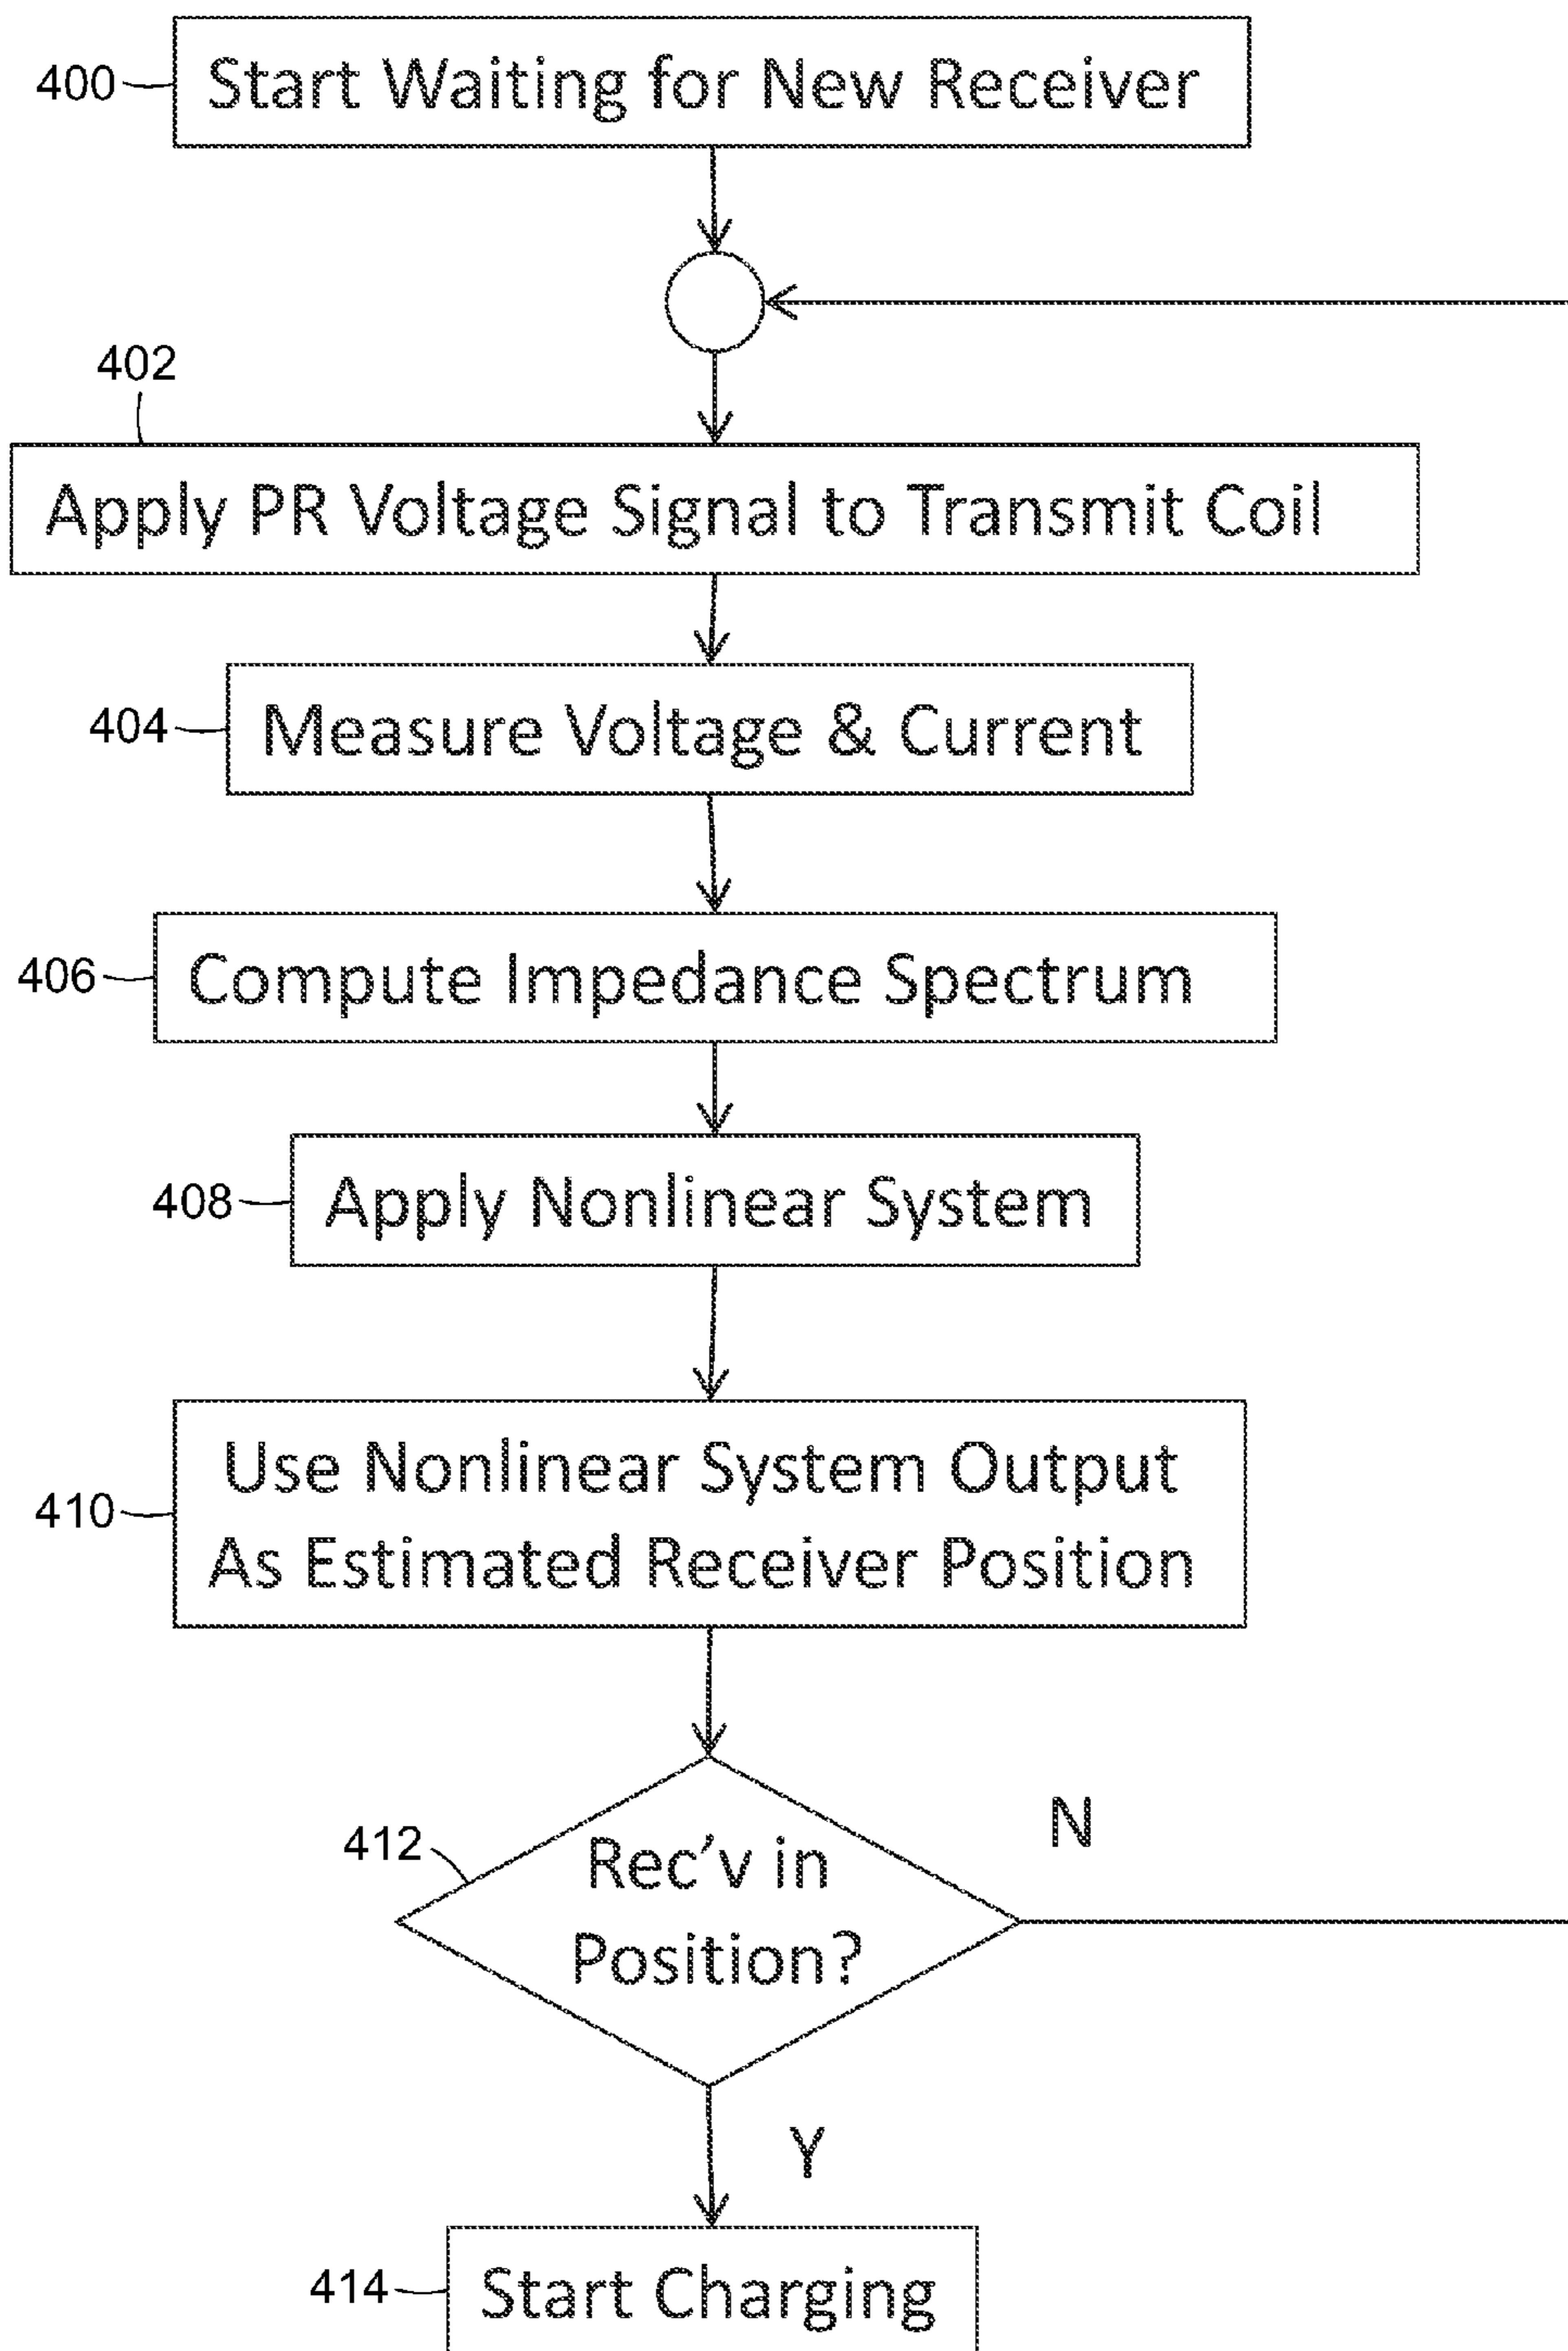 400
Start Waiting for New Receiver
402
Apply PR Voltage Signal to Transmit Coil
404
Measure Voltage & Current
406
Compute Impedance Spectrum
408
Apply Nonlinear System
410
Use Nonlinear System Output
As Estimated Receiver Position
412
Rec'v in
Position?
N
Y
414
Start Charging